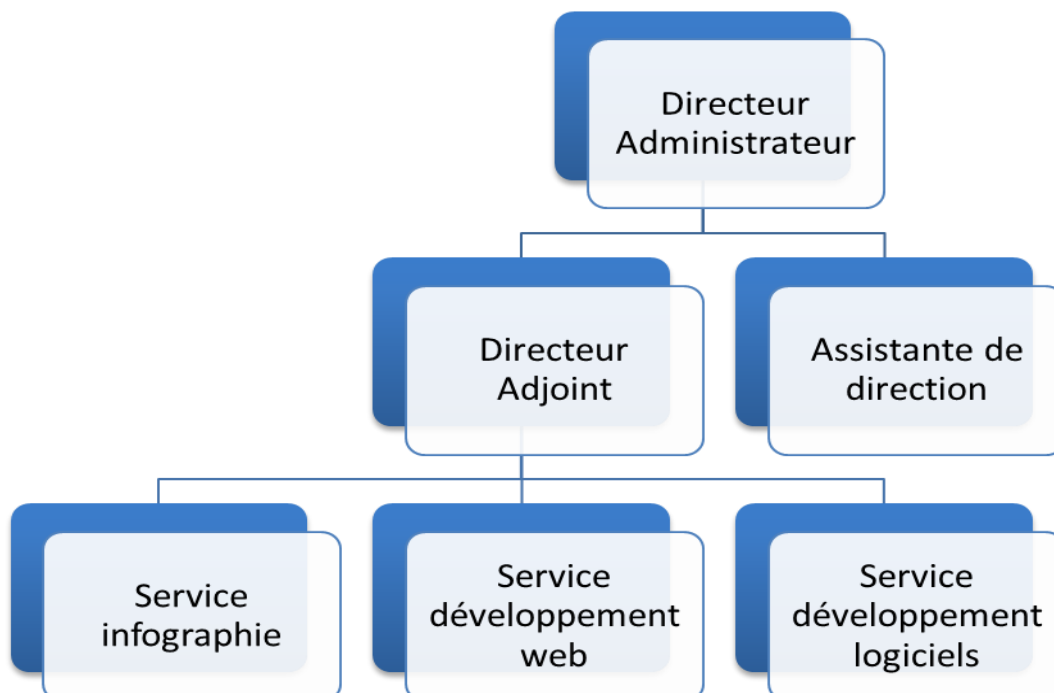 Directeur
Administrateur
Directeur
Adjoint
Assistante de
direction
Service
infographie
Service
développement
web
Service
développement
logiciels